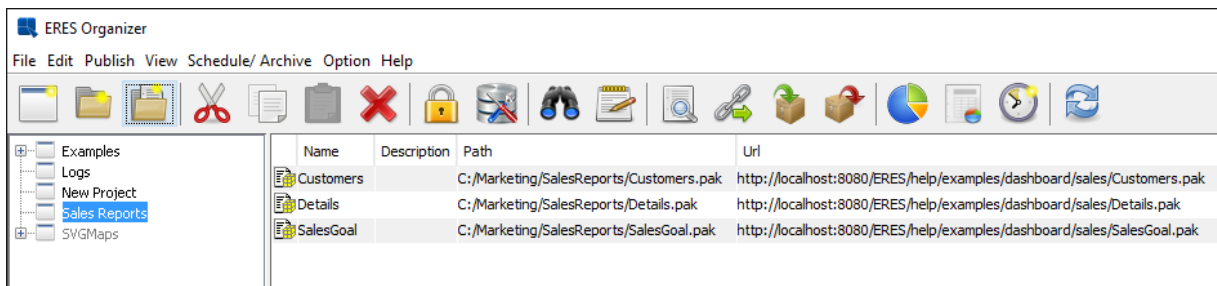 ERES Organizer
File Edit Publish View Schedule/ Archive Option Help
Examples
Logs
New Project
Sales Reports
SVGMaps
Name Description Path Url
Customers C:/Marketing/SalesReports/Customers.pak http://localhost:8080/ERES/help/examples/dashboard/sales/Customers.pak
Details C:/Marketing/SalesReports/Details.pak http://localhost:8080/ERES/help/examples/dashboard/sales/Details.pak
SalesGoal C:/Marketing/SalesReports/SalesGoal.pak http://localhost:8080/ERES/help/examples/dashboard/sales/SalesGoal.pak